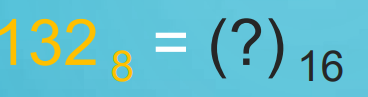 132 8 = (?) 16